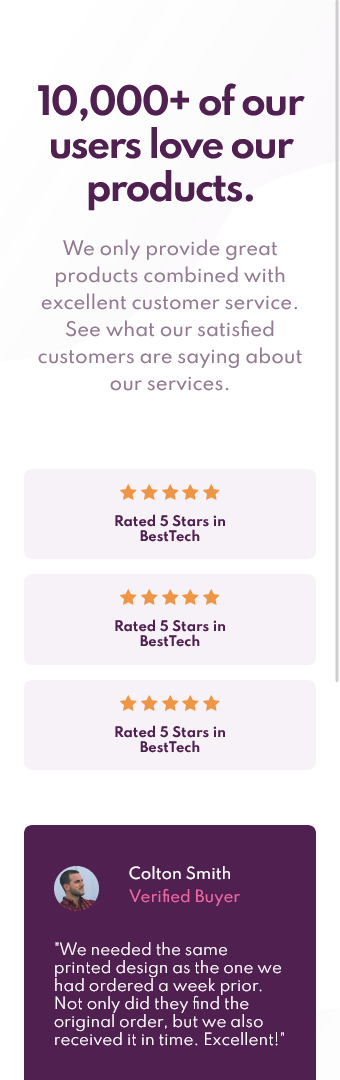 10,000+ of our
users love our
products.
We only provide great
products combined with
excellent customer service.
See what our satisfied
customers are saying about
our services.
Rated 5 Stars in
BestTech
Rated 5 Stars in
BestTech
Rated 5 Stars in
BestTech
Colton Smith
Verified Buyer
"We needed the same
printed design as the one we
had ordered a week prior.
Not only did they find the
original order, but we also
received it in time. Excellent!"